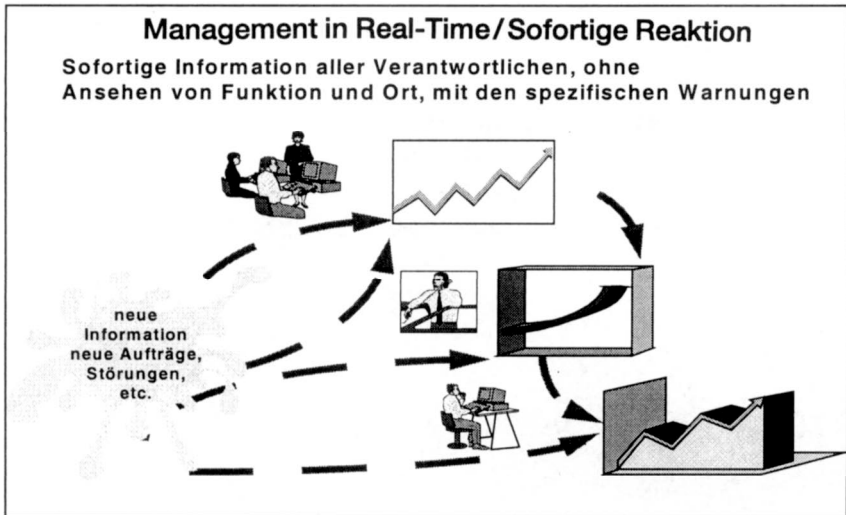 Management in Real-Time/Sofortige Reaktion
Sofortige Information aller Verantwortlichen, ohne
Ansehen von Funktion und Ort, mit den spezifischen Warnungen
neue
Information
neue Aufträge,
Störungen,
etc.